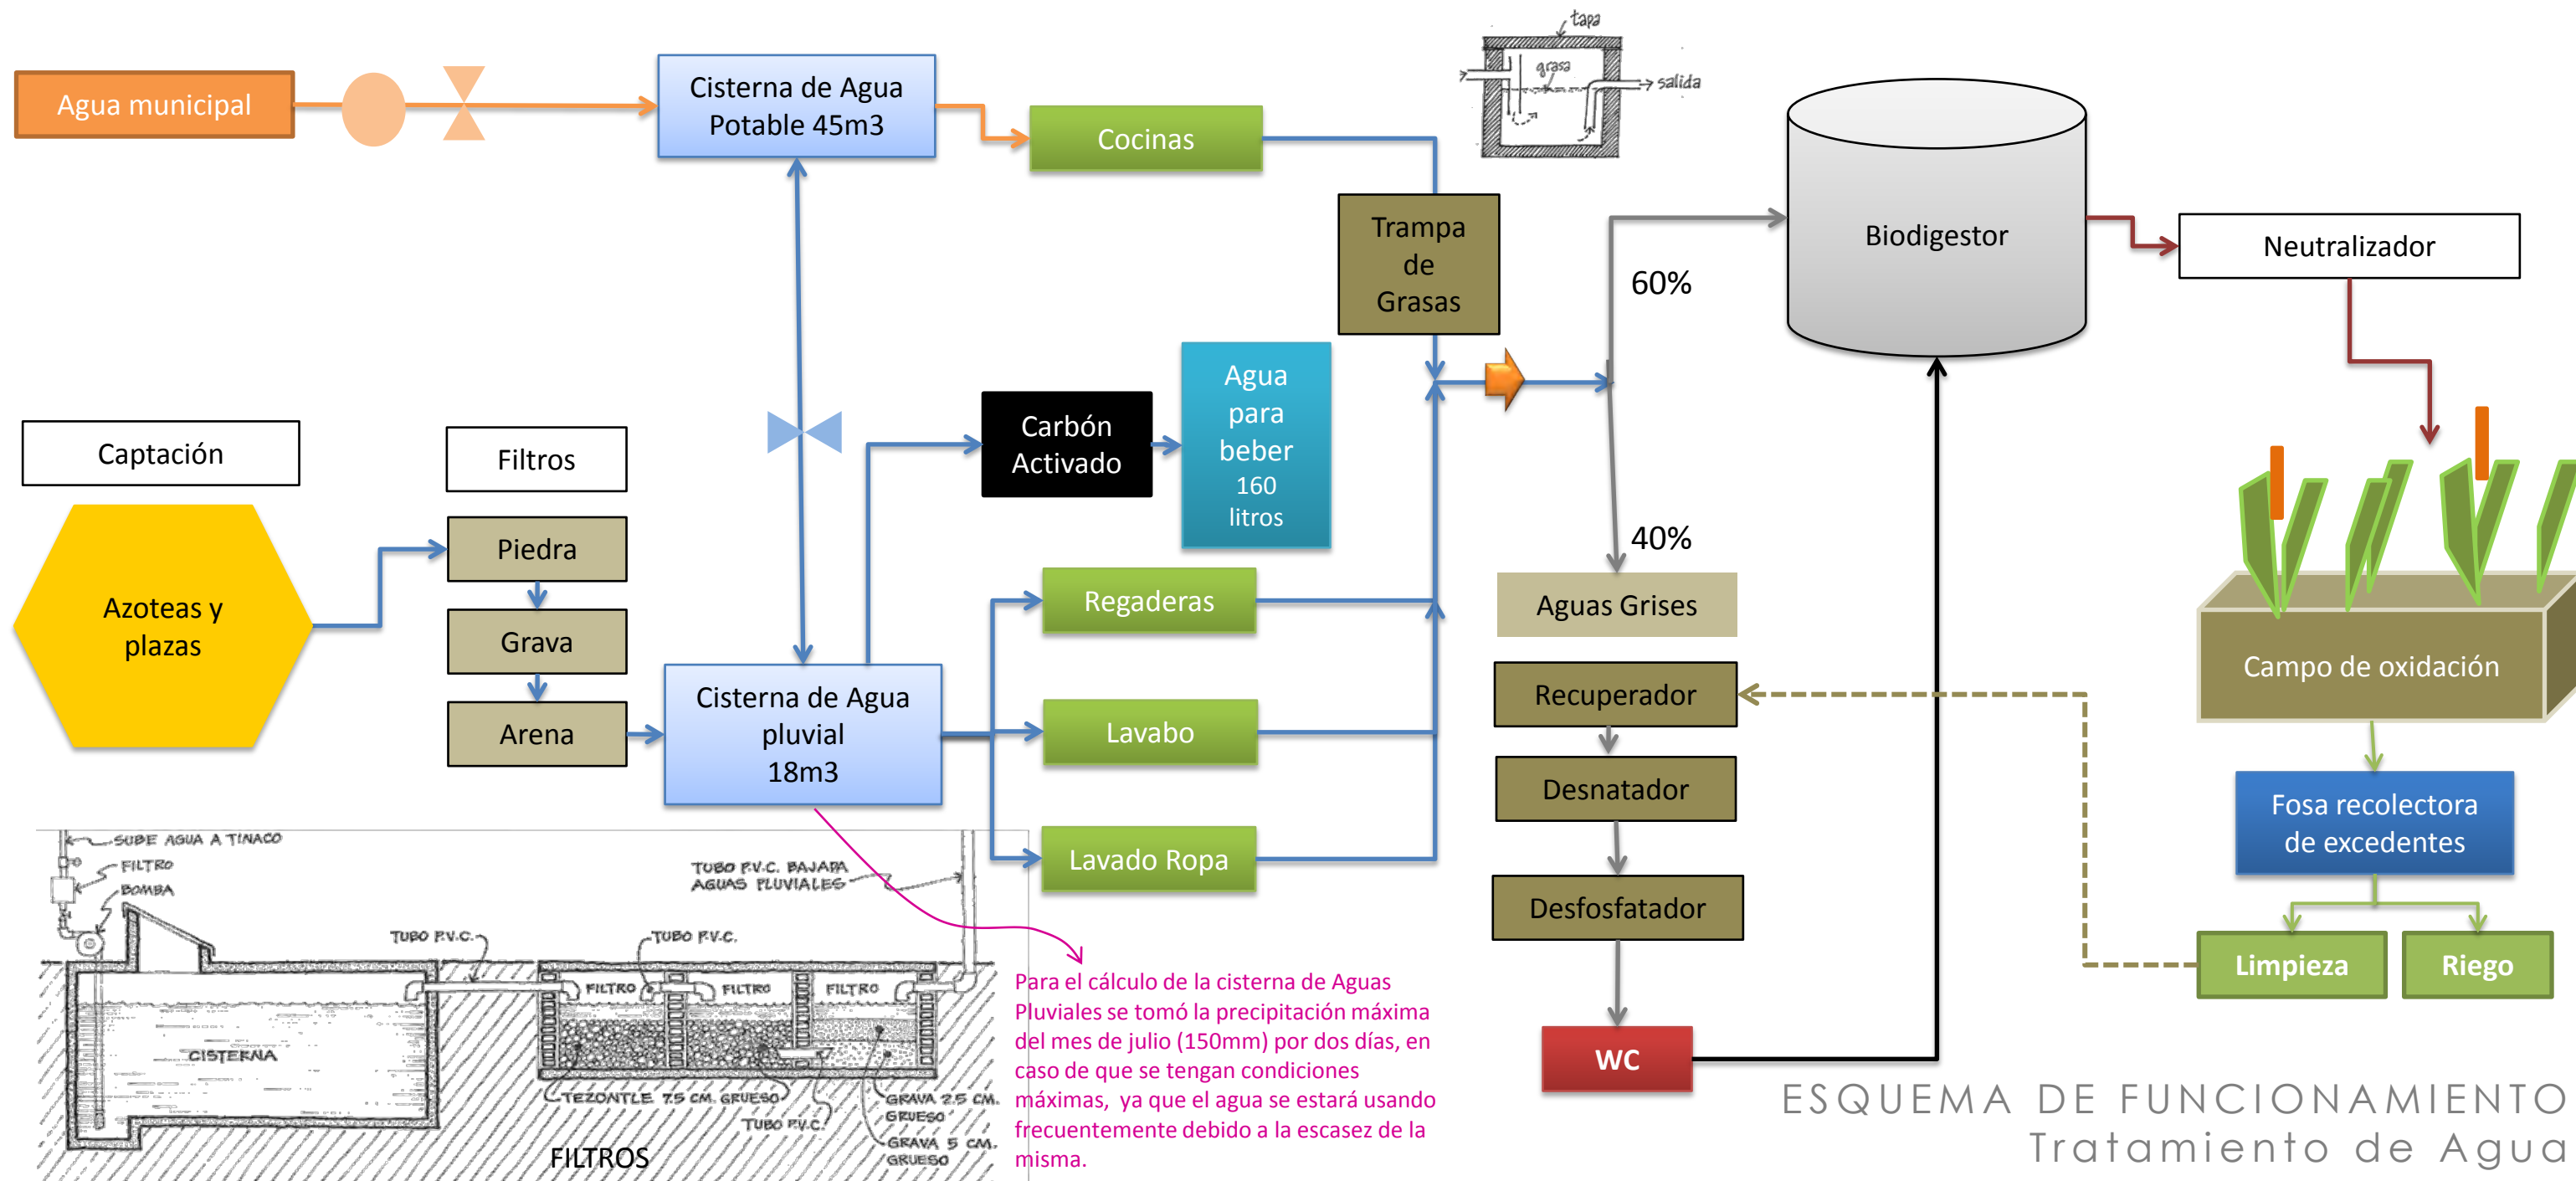 Agua municipal
Cisterna de Agua
Potable 45m3
Cocinas
tapa
grasa
salida
Trampa
de
Grasas
60%
Biodigestor
Neutralizador
Captación
Filtros
Azoteas y
plazas
Piedra
Grava
Arena
Cisterna de Agua
pluvial
18m3
Carbón
Activado
Agua
para
beber
160
litros
Regaderas
Lavabo
Lavado Ropa
40%
Aguas Grises
Recuperador
Desnatador
Desfosfatador
WC
Campo de oxidación
Fosa recolectora
de excedentes
Limpieza
Riego
SUBE AGUA A TINACO
FILTRO
BOMBA
TUBO P.V.C. BAJADA
AGUAS PLUVIALES
TUBO P.V.C.
TUBO P.V.C.
FILTRO
FILTRO
FILTRO
CISTERNA
TEZONTLE 7.5 CM. GRUESO
TUBO P.V.C.
GRAVA 2.5 CM.
GRUESO
GRAVA 5 CM.
GRUESO
FILTROS
Para el cálculo de la cisterna de Aguas
Pluviales se tomó la precipitación máxima
del mes de julio (150mm) por dos días, en
caso de que se tengan condiciones
máximas, ya que el agua se estará usando
frecuentemente debido a la escasez de la
misma.
ESQUEMA DE FUNCIONAMIENTO
Tratamiento de Agua